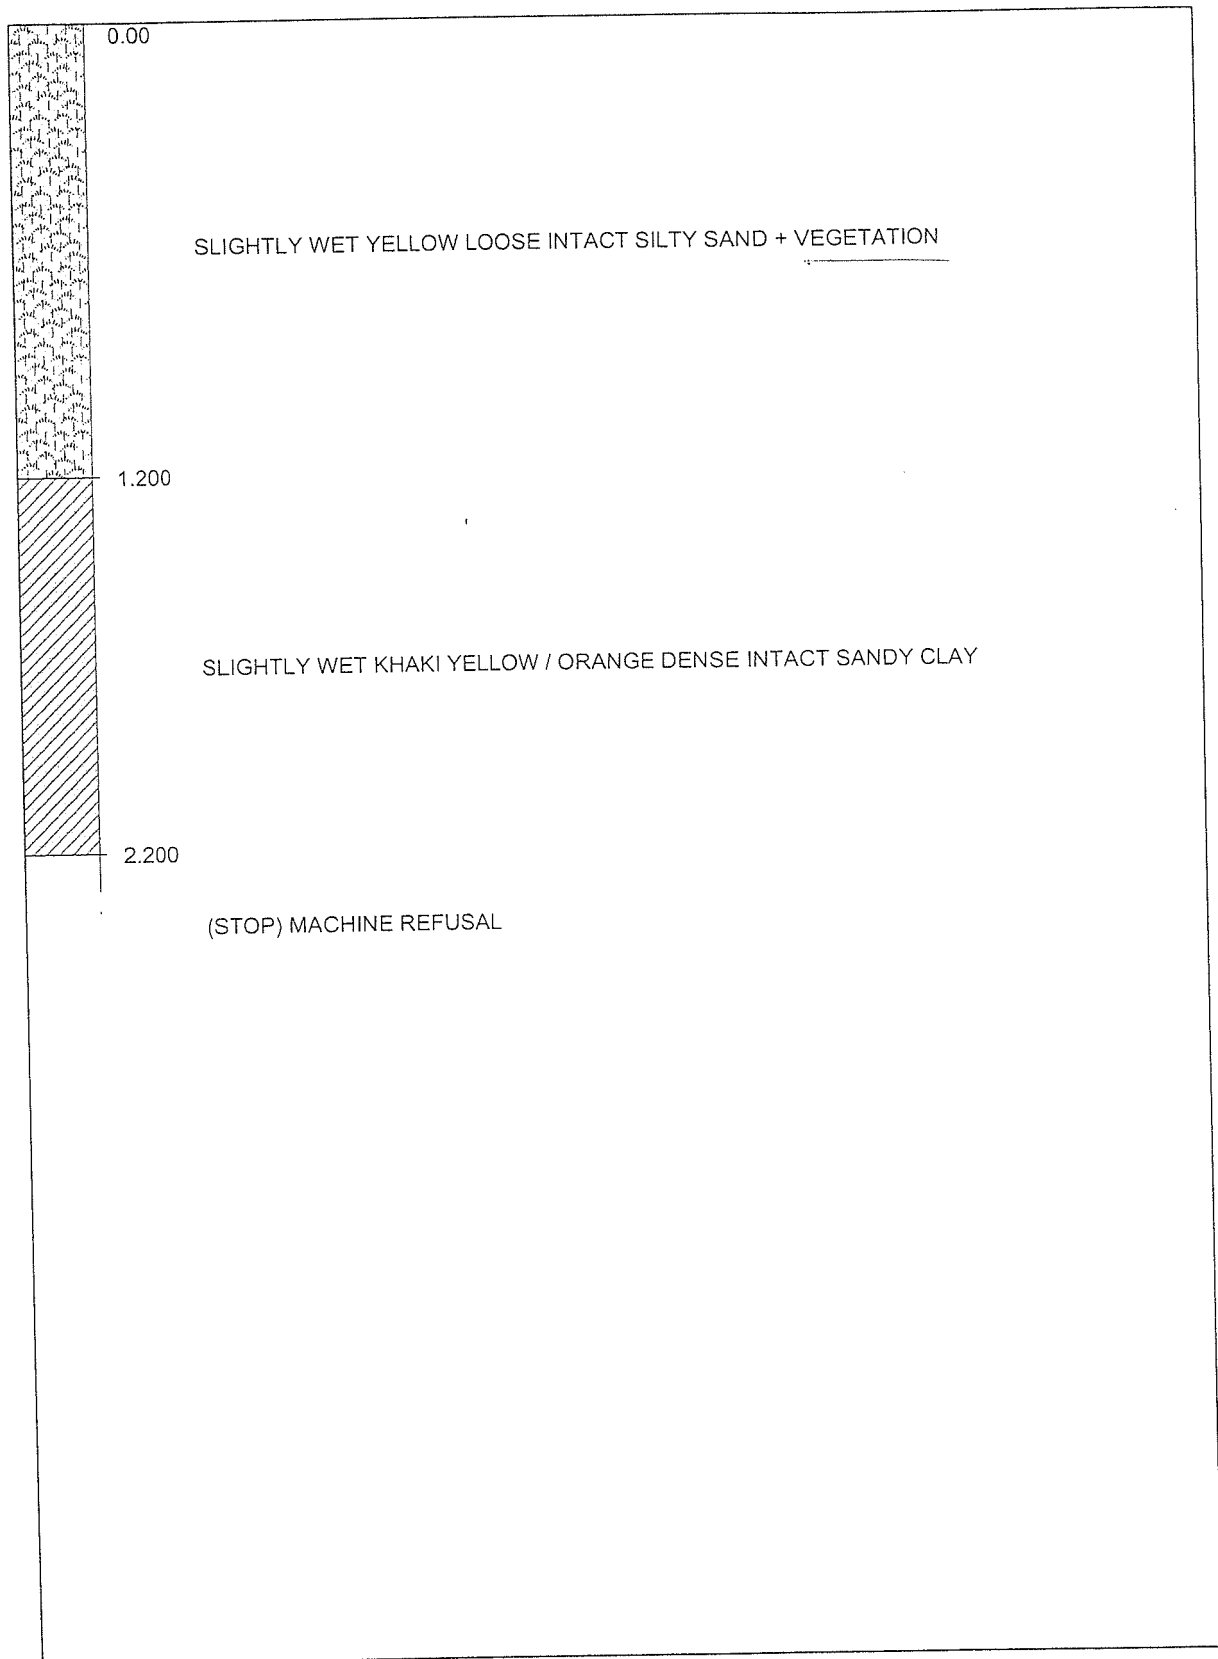 0.00
SLIGHTLY WET YELLOW LOOSE INTACT SILTY SAND + VEGETATION
1.200
SLIGHTLY WET KHAKI YELLOW / ORANGE DENSE INTACT SANDY CLAY
2.200
(STOP) MACHINE REFUSAL